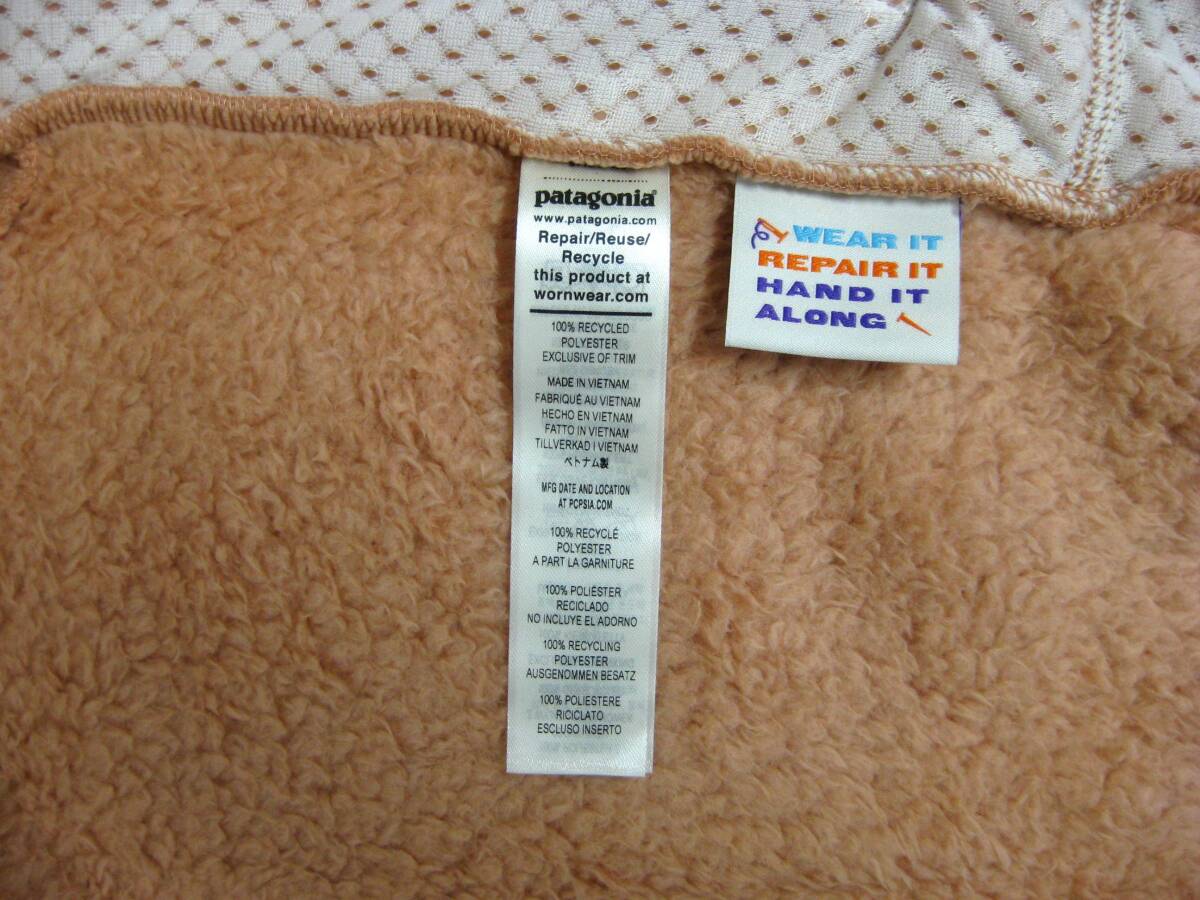 patagonia®
www.patagonia.com
Repair/Reuse/
Recycle
this product at
wornwear.com
100% RECYCLED
POLYESTER
EXCLUSIVE OF TRIM
MADE IN VIETNAM
FABRIQUÉ AU VIETNAM
HECHO EN VIETNAM
FATTO IN VIETNAM
TILLVERKAD I VIETNAM
ベトナム製
MFG DATE AND LOCATION
AT PCPSIA.COM
100% RECYCLÉ
POLYESTER
A PART LA GARNITURE
100% POLIÉSTER
RECICLADO
NO INCLUYE EL ADORNO
100% RECYCLING
POLYESTER
AUSGENOMMEN BESATZ
100% POLIESTERE
RICICLATO
ESCLUSO INSERTO
WEAR IT
REPAIR IT
HAND IT
ALONG